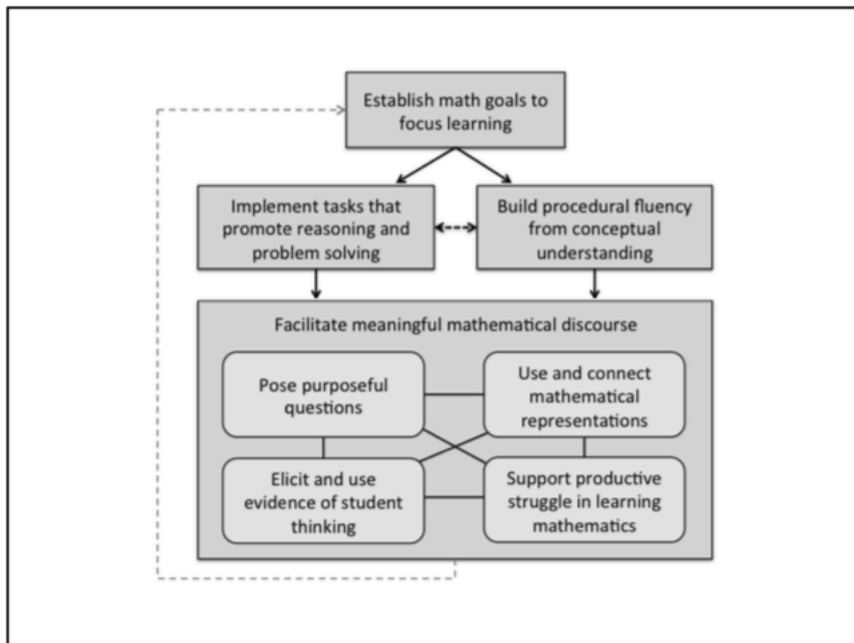 Establish math goals to
focus learning
Implement tasks that
promote reasoning and
problem solving
Build procedural fluency
from conceptual
understanding
Facilitate meaningful mathematical discourse
Pose purposeful
questions
Use and connect
mathematical
representations
Elicit and use
evidence of student
thinking
Support productive
struggle in learning
mathematics